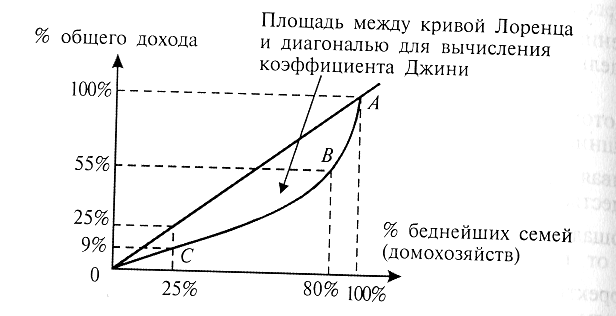 Площадь между кривой Лоренца
и диагональю для вычисления
коэффициента Джини
% общего дохода
100%
A
55%
B
25%
9%
C
0
25%
80%
100%
% беднейших семей
(домохозяйств)